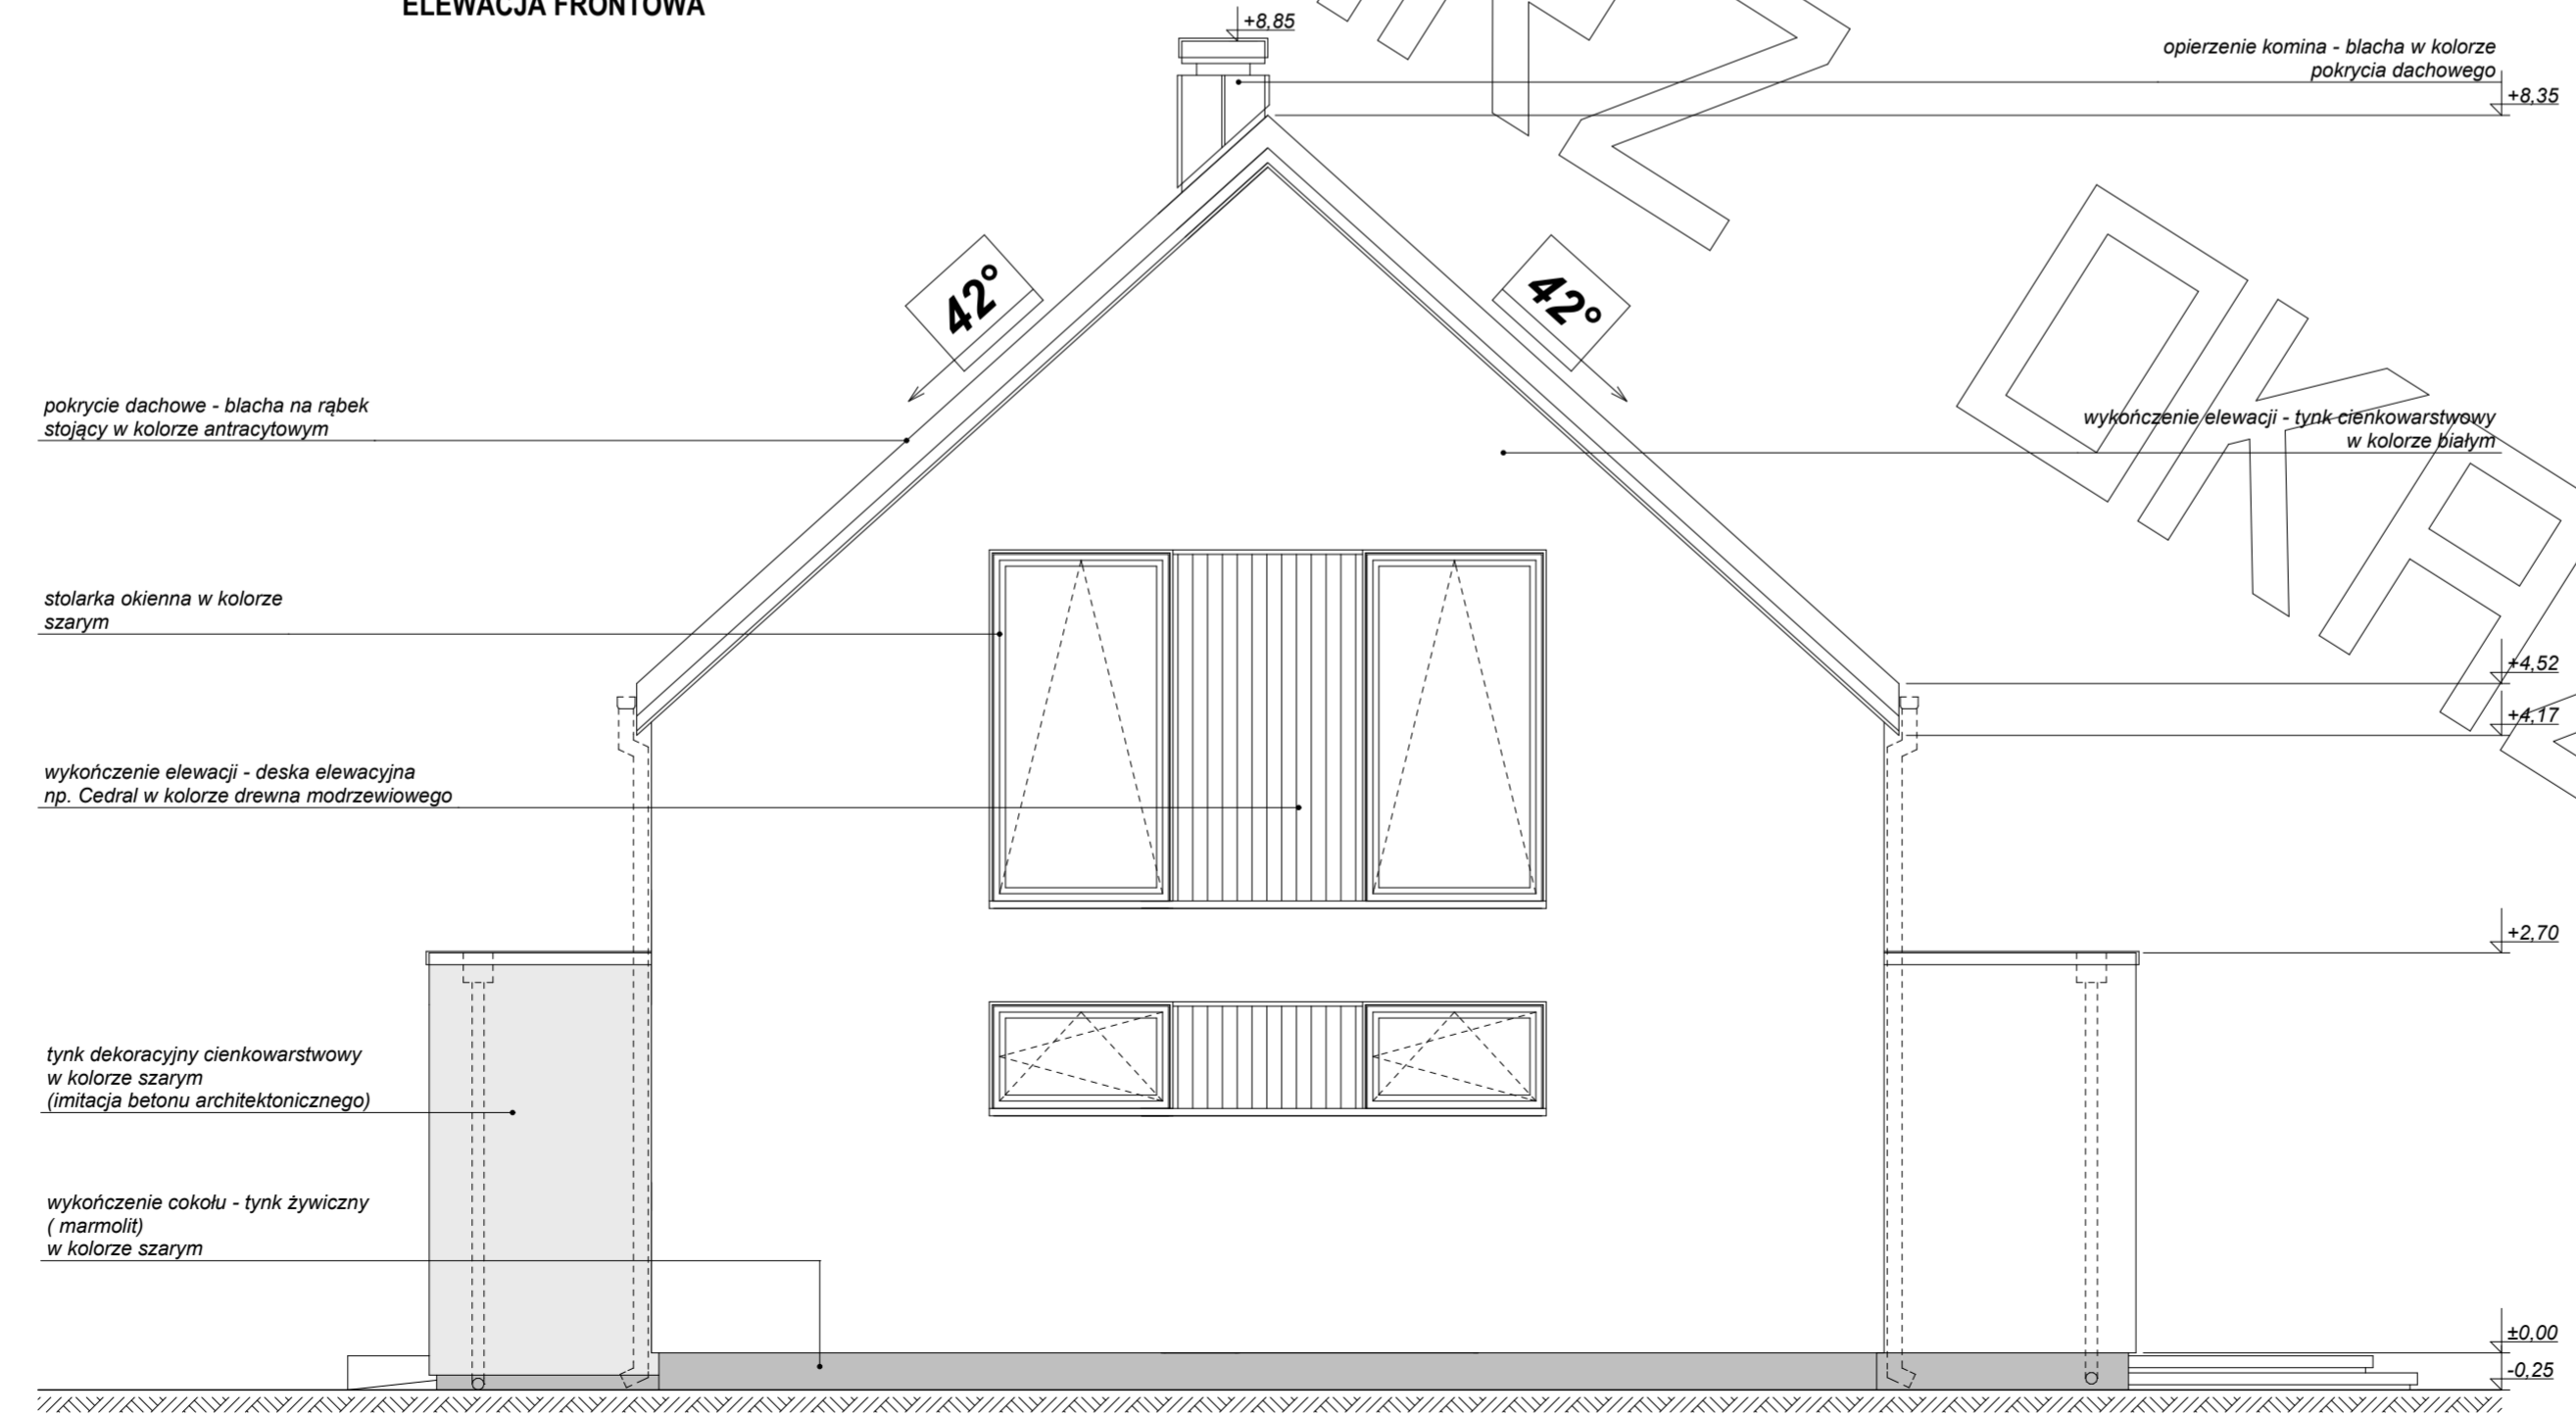 ELEWACJA FRONTOWA
+8,85
opierzenie komina - blacha w kolorze
pokrycia dachowego
+8,35
42°
42°
pokrycie dachowe - blacha na rąbek
stojący w kolorze antracytowym
wykończenie elewacji - tynk cienkowarstwowy
w kolorze białym
stolarka okienna w kolorze
szarym
+4,52
+4,17
wykończenie elewacji - deska elewacyjna
np. Cedral w kolorze drewna modrzewiowego
+2,70
tynk dekoracyjny cienkowarstwowy
w kolorze szarym
(imitacja betonu architektonicznego)
wykończenie cokołu - tynk żywiczny
( marmolit)
w kolorze szarym
±0,00
-0,25